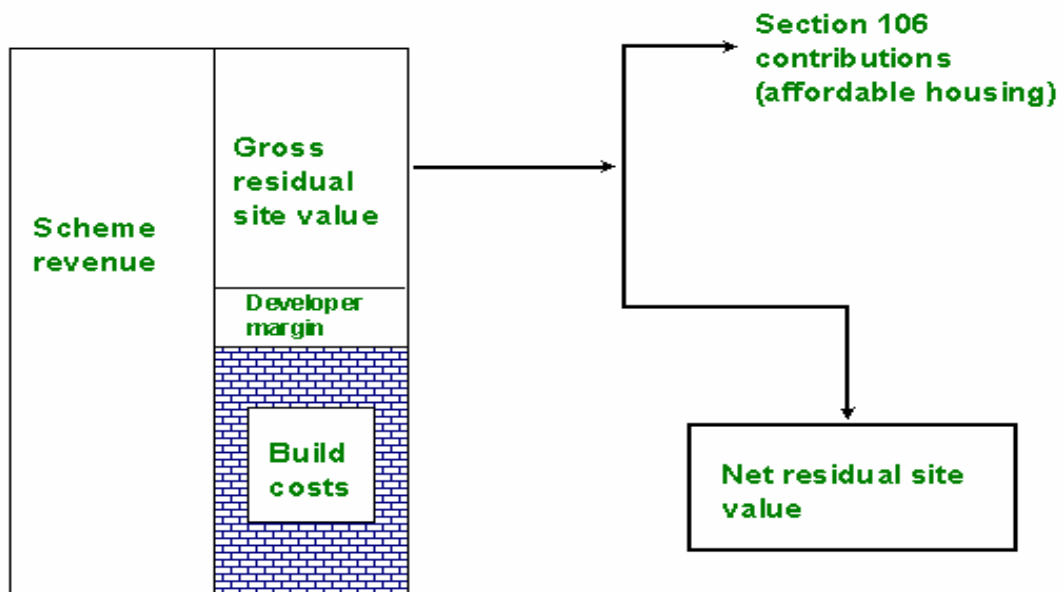 Section 106
contributions
(affordable housing)
Gross
residual
site value
Scheme
revenue
Developer
margin
Build
costs
Net residual site
value